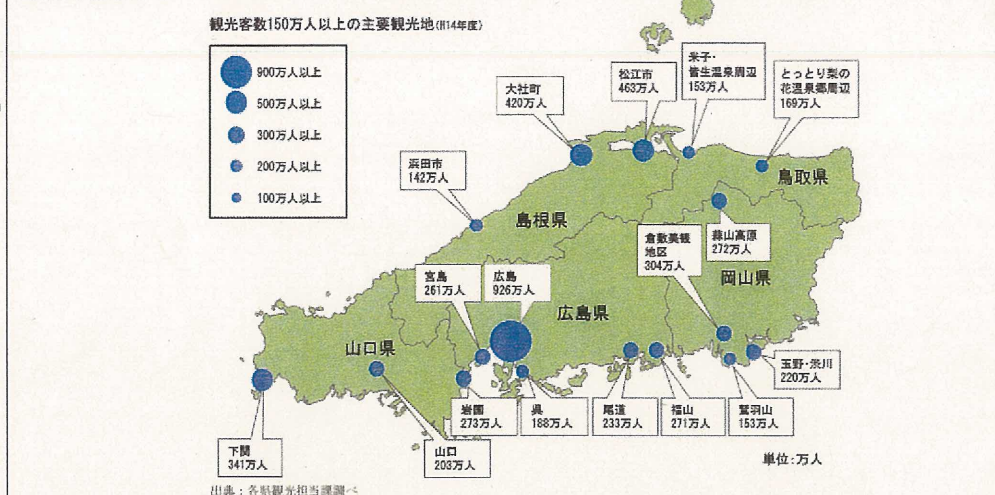 観光客数150万人以上の主要観光地(H14年度)
900万人以上
500万人以上
300万人以上
200万人以上
100万人以上
大社町
420万人
松江市
463万人
米子・
皆生温泉周辺
153万人
とっとり梨の
花温泉郷周辺
169万人
浜田市
142万人
鳥取県
島根県
倉敷美観
地区
304万人
蒜山高原
272万人
岡山県
宮島
261万人
広島
926万人
広島県
山口県
玉野・渋川
220万人
岩国
273万人
呉
188万人
尾道
233万人
福山
271万人
鷲羽山
153万人
下関
341万人
山口
203万人
単位:万人
出典:各県観光担当課調べ